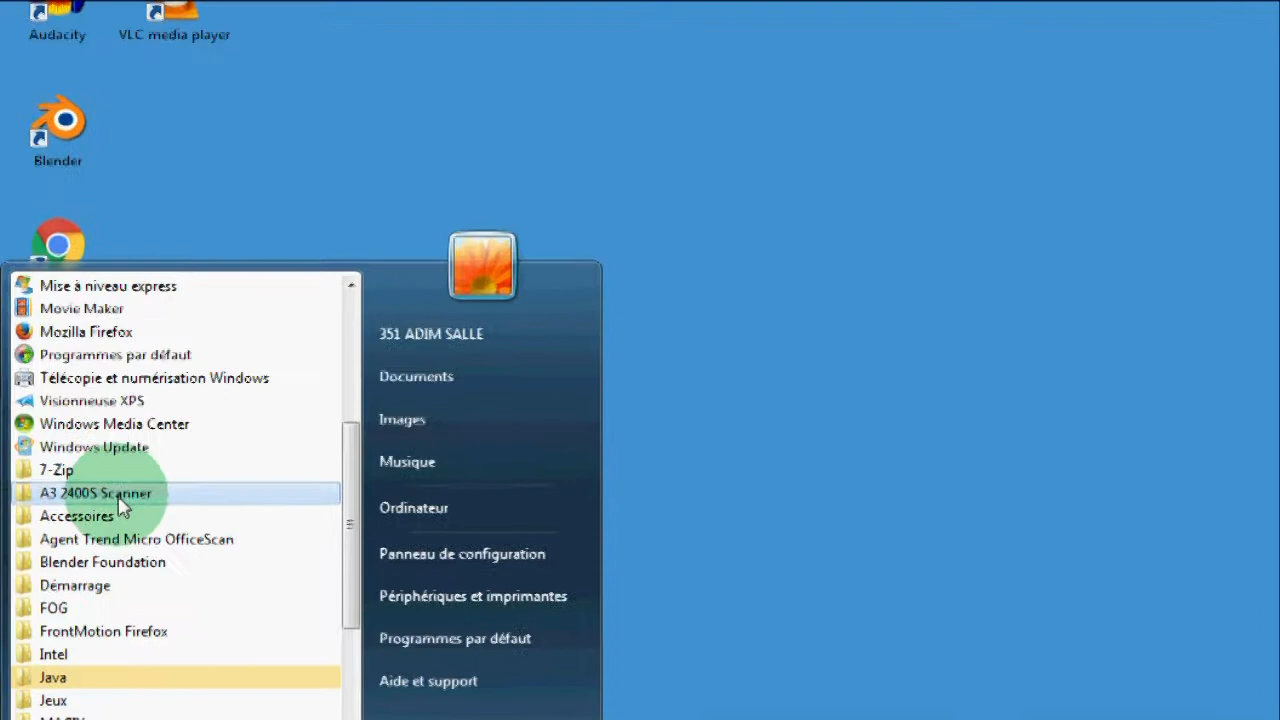 Audacity
VLC media player
Blender
Mise à niveau express
Movie Maker
Mozilla Firefox
Programmes par défaut
Télécopie et numérisation Windows
Visionneuse XPS
Windows Media Center
Windows Update
7-Zip
A3 2400S Scanner
Accessoires
Agent Trend Micro OfficeScan
Blender Foundation
Démarrage
FOG
FrontMotion Firefox
Intel
Java
Jeux
351 ADIM SALLE
Documents
Images
Musique
Ordinateur
Panneau de configuration
Périphériques et imprimantes
Programmes par défaut
Aide et support